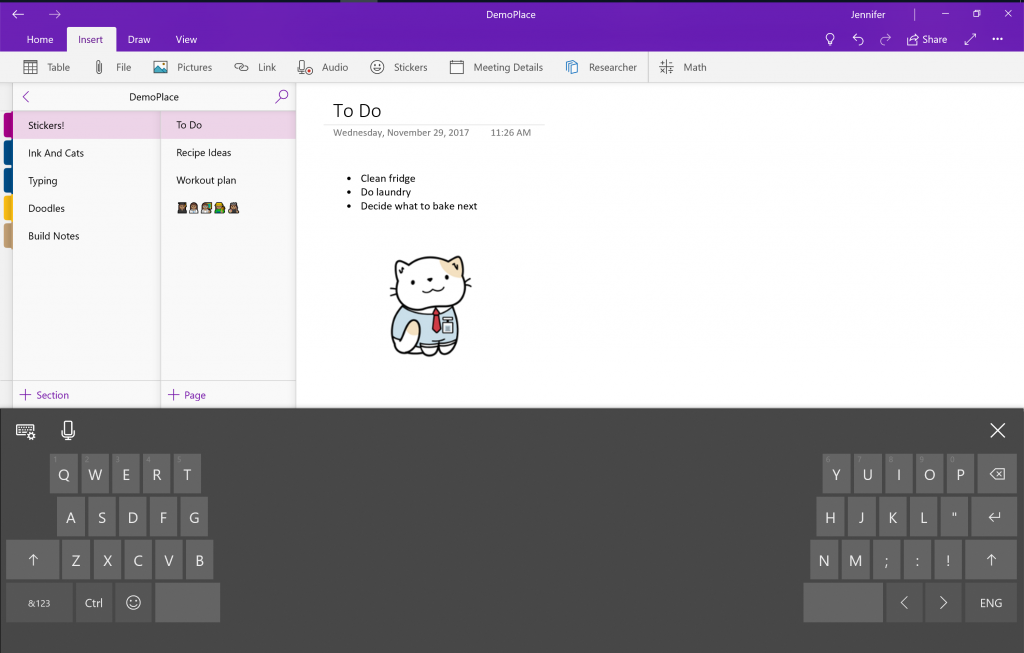 DemoPlace
Jennifer
Home Insert Draw View
Share
Table File Pictures Link Audio Stickers Meeting Details Researcher Math
DemoPlace
Stickers!
Ink And Cats
Typing
Doodles
Build Notes
To Do
Recipe Ideas
Workout plan
To Do
Wednesday, November 29, 2017 11:26 AM
• Clean fridge
• Do laundry
• Decide what to bake next
+ Section
+ Page
1 2 3 4 5 6 7 8 9 0
Q W E R T Y U I O P
A S D F G H J K L "
Z X C V B N M ; : !
&123 Ctrl ENG